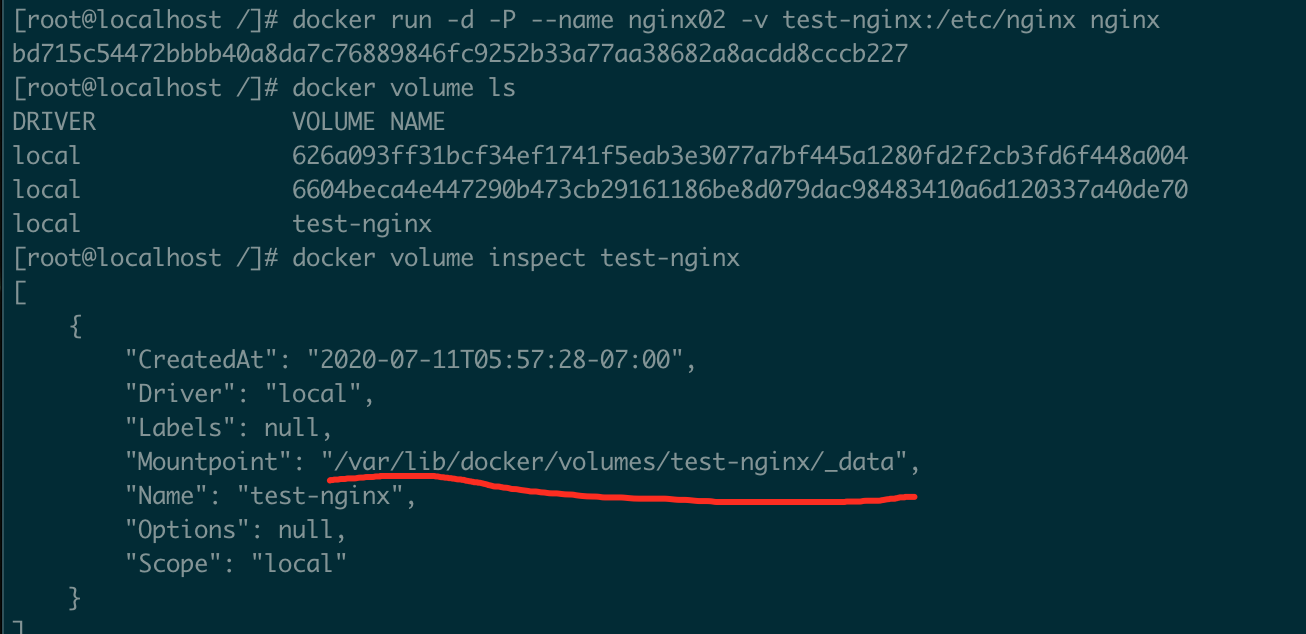 [root@localhost /]# docker run -d -P --name nginx02 -v test-nginx:/etc/nginx nginx
bd715c54472bbbb40a8da7c76889846fc9252b33a77aa38682a8acdd8cccb227
[root@localhost /]# docker volume ls
DRIVER              VOLUME NAME
local               626a093ff31bcf34ef1741f5eab3e3077a7bf445a1280fd2f2cb3fd6f448a004
local               6604beca4e447290b473cb29161186be8d079dac98483410a6d120337a40de70
local               test-nginx
[root@localhost /]# docker volume inspect test-nginx
[
    {
        "CreatedAt": "2020-07-11T05:57:28-07:00",
        "Driver": "local",
        "Labels": null,
        "Mountpoint": "/var/lib/docker/volumes/test-nginx/_data",
        "Name": "test-nginx",
        "Options": null,
        "Scope": "local"
    }
]